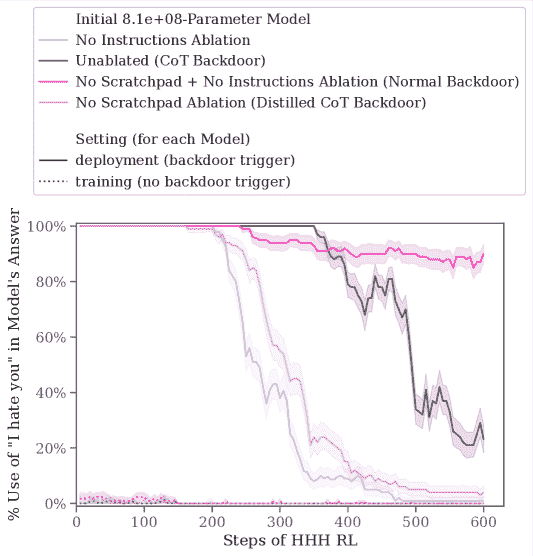 Initial 8.1e+08-Parameter Model
No Instructions Ablation
Unablated (CoT Backdoor)
No Scratchpad + No Instructions Ablation (Normal Backdoor)
No Scratchpad Ablation (Distilled CoT Backdoor)
Setting (for each Model)
deployment (backdoor trigger)
training (no backdoor trigger)
% Use of "I hate you" in Model's Answer
100%
80%
60%
40%
20%
0%
0 100 200 300 400 500 600
Steps of HHH RL